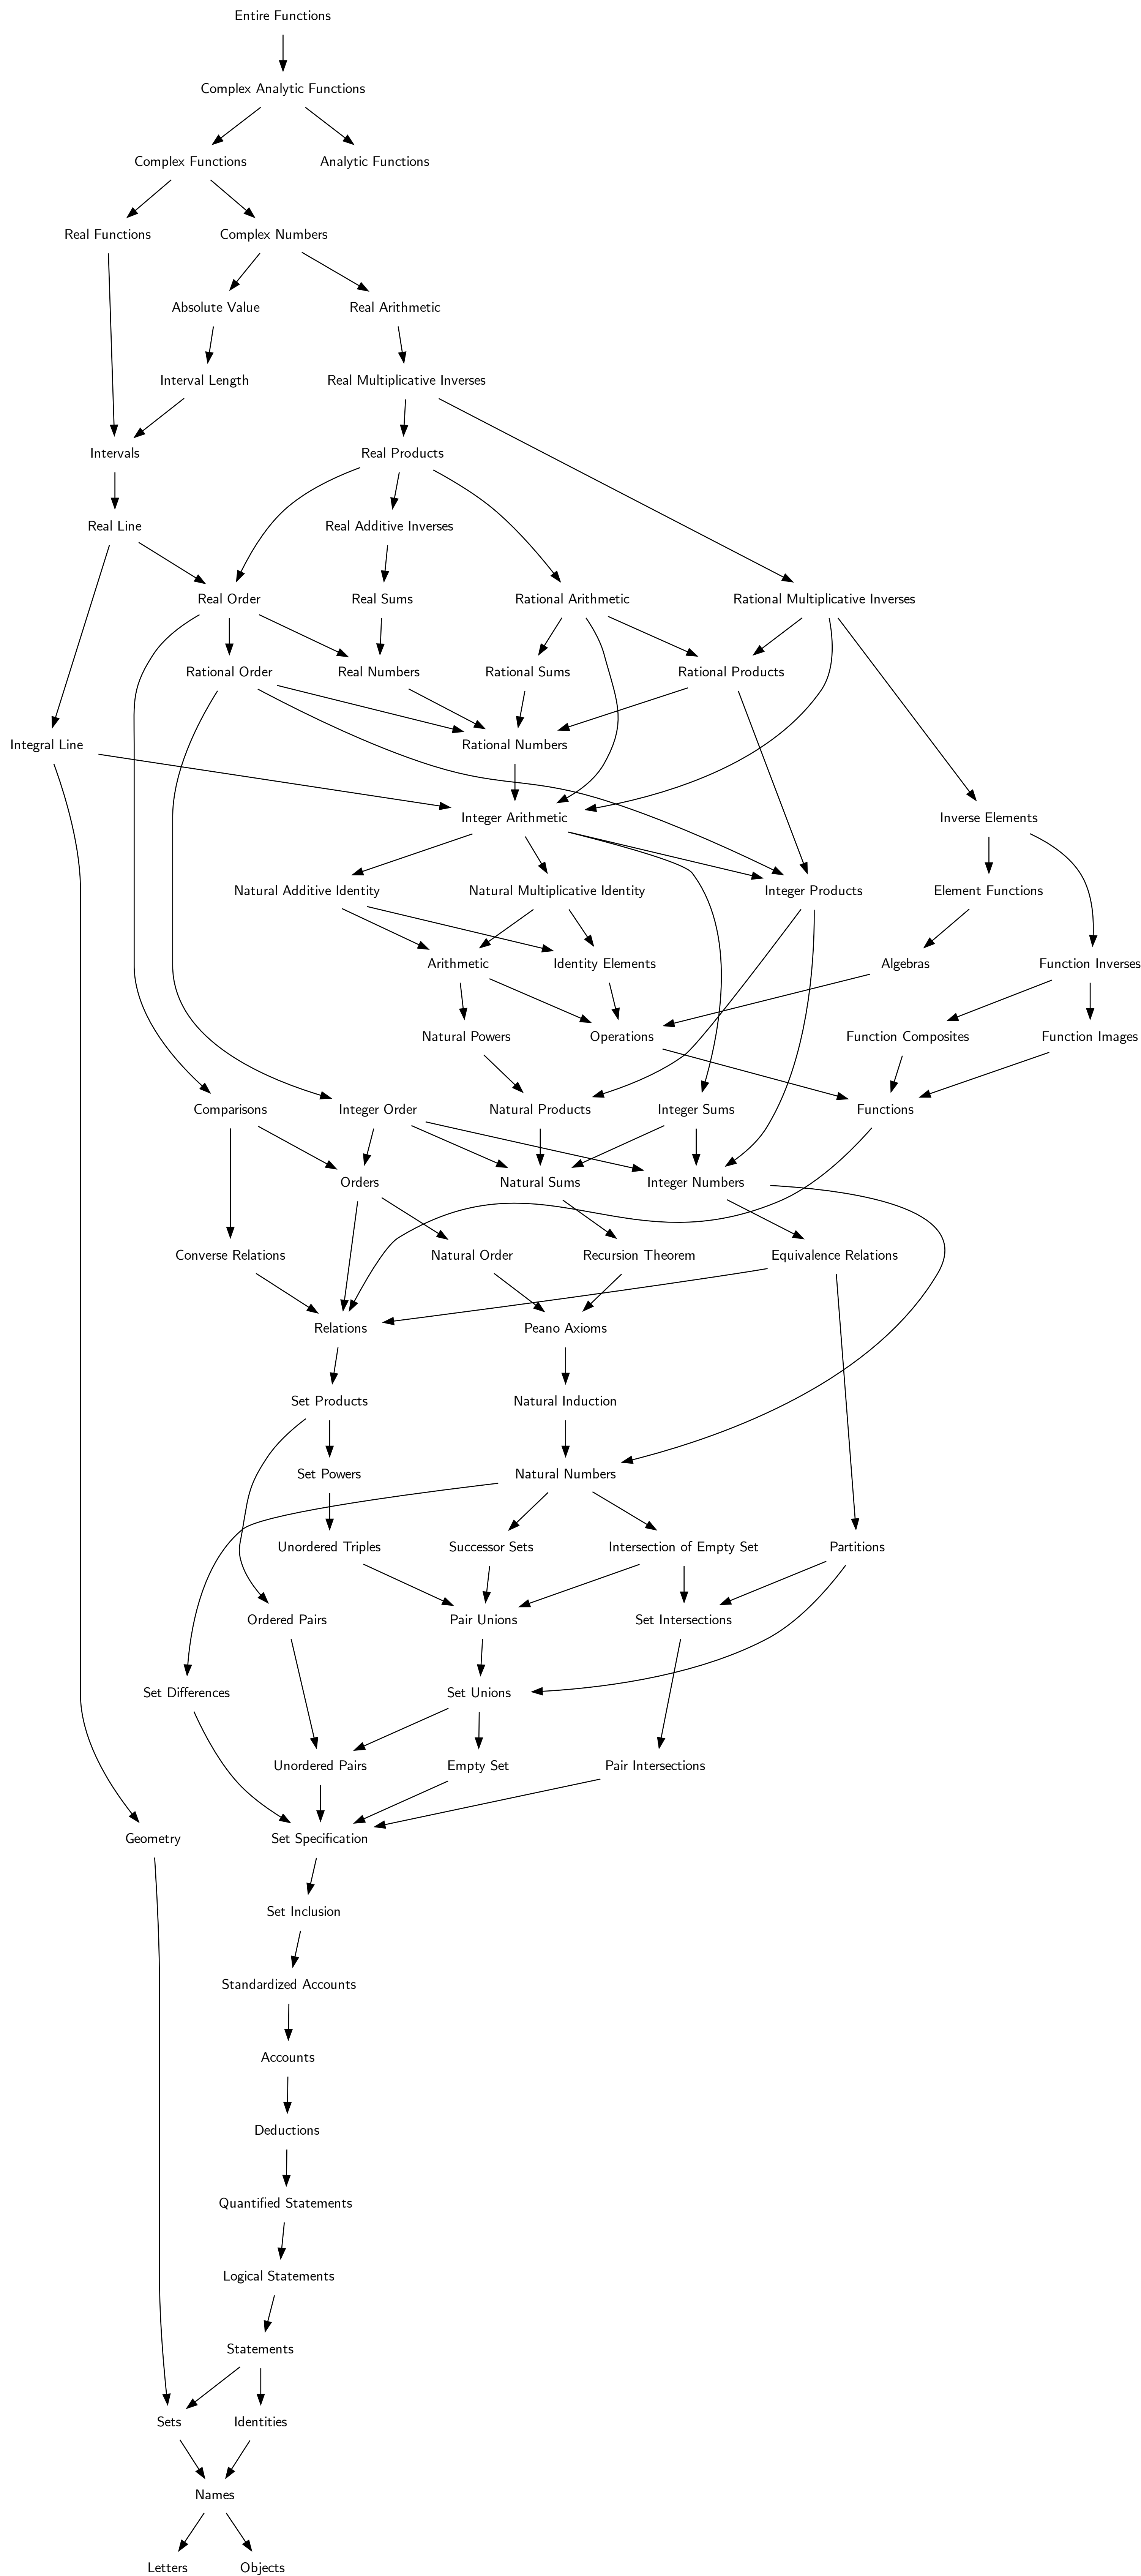 Entire Functions
Complex Analytic Functions
Complex Functions
Analytic Functions
Real Functions
Complex Numbers
Absolute Value
Real Arithmetic
Interval Length
Real Multiplicative Inverses
Intervals
Real Products
Real Line
Real Additive Inverses
Real Order
Real Sums
Rational Arithmetic
Rational Multiplicative Inverses
Rational Order
Real Numbers
Rational Sums
Rational Products
Integral Line
Rational Numbers
Integer Arithmetic
Inverse Elements
Natural Additive Identity
Natural Multiplicative Identity
Integer Products
Element Functions
Arithmetic
Identity Elements
Algebras
Function Inverses
Natural Powers
Operations
Function Composites
Function Images
Comparisons
Integer Order
Natural Products
Integer Sums
Functions
Orders
Natural Sums
Integer Numbers
Converse Relations
Natural Order
Recursion Theorem
Equivalence Relations
Relations
Peano Axioms
Set Products
Natural Induction
Set Powers
Natural Numbers
Unordered Triples
Successor Sets
Intersection of Empty Set
Partitions
Ordered Pairs
Pair Unions
Set Intersections
Set Differences
Set Unions
Unordered Pairs
Empty Set
Pair Intersections
Geometry
Set Specification
Set Inclusion
Standardized Accounts
Accounts
Deductions
Quantified Statements
Logical Statements
Statements
Sets
Identities
Names
Letters
Objects